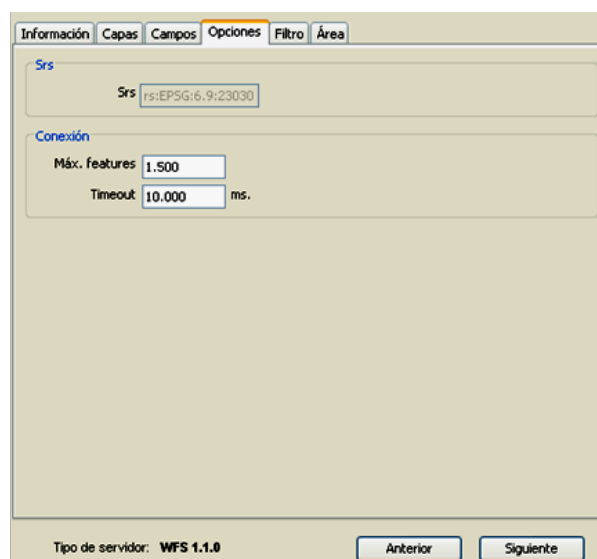 Información Capas Campos Opciones Filtro Área
Srs
Srs rs:EPSG:6.9:23030
Conexión
Máx. features 1.500
Timeout 10.000 ms.
Tipo de servidor: WFS 1.1.0 Anterior Siguiente